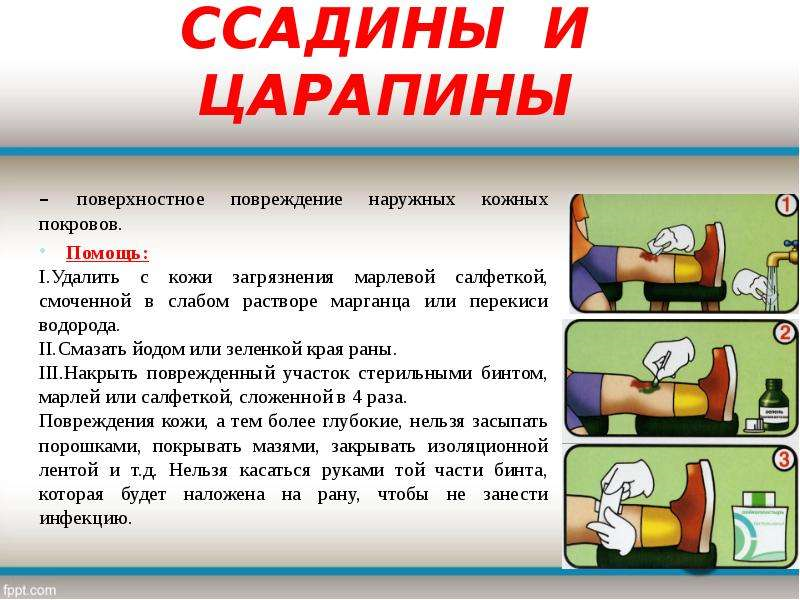 ССАДИНЫ И
ЦАРАПИНЫ
– поверхностное повреждение наружных кожных
покровов.
• Помощь:
I.Удалить с кожи загрязнения марлевой салфеткой,
смоченной в слабом растворе марганца или перекиси
водорода.
II.Смазать йодом или зеленкой края раны.
III.Накрыть поврежденный участок стерильными бинтом,
марлей или салфеткой, сложенной в 4 раза.
Повреждения кожи, а тем более глубокие, нельзя засыпать
порошками, покрывать мазями, закрывать изоляционной
лентой и т.д. Нельзя касаться руками той части бинта,
которая будет наложена на рану, чтобы не занести
инфекцию.
1
2
3
fppt.com